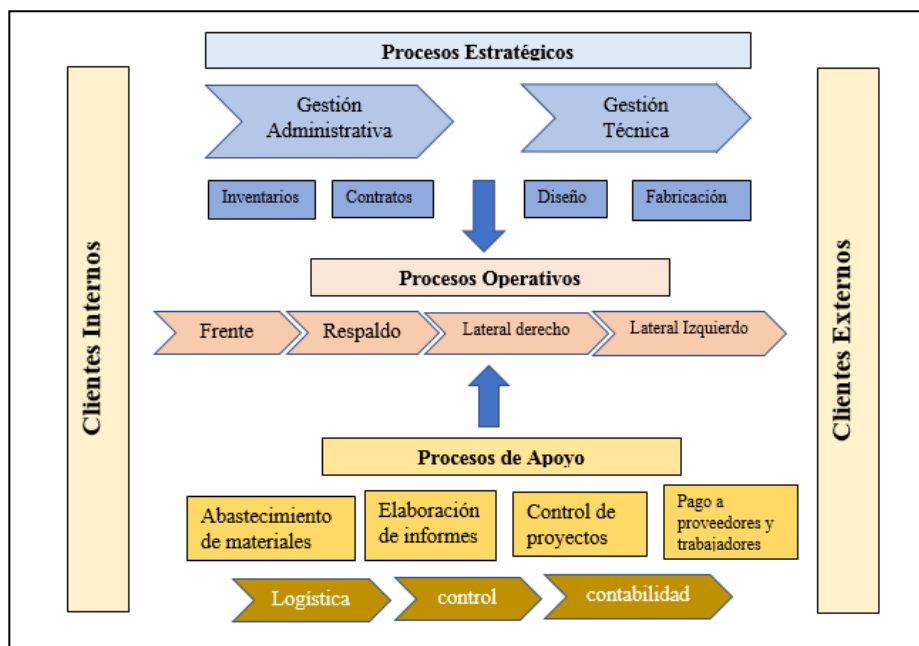 Procesos Estratégicos
Clientes Internos
Clientes Externos
Gestión
Administrativa
Gestión
Técnica
Inventarios
Contratos
Diseño
Fabricación
Procesos Operativos
Frente
Respaldo
Lateral derecho
Lateral Izquierdo
Procesos de Apoyo
Abastecimiento
de materiales
Elaboración
de informes
Control de
proyectos
Pago a
proveedores y
trabajadores
Logística
control
contabilidad